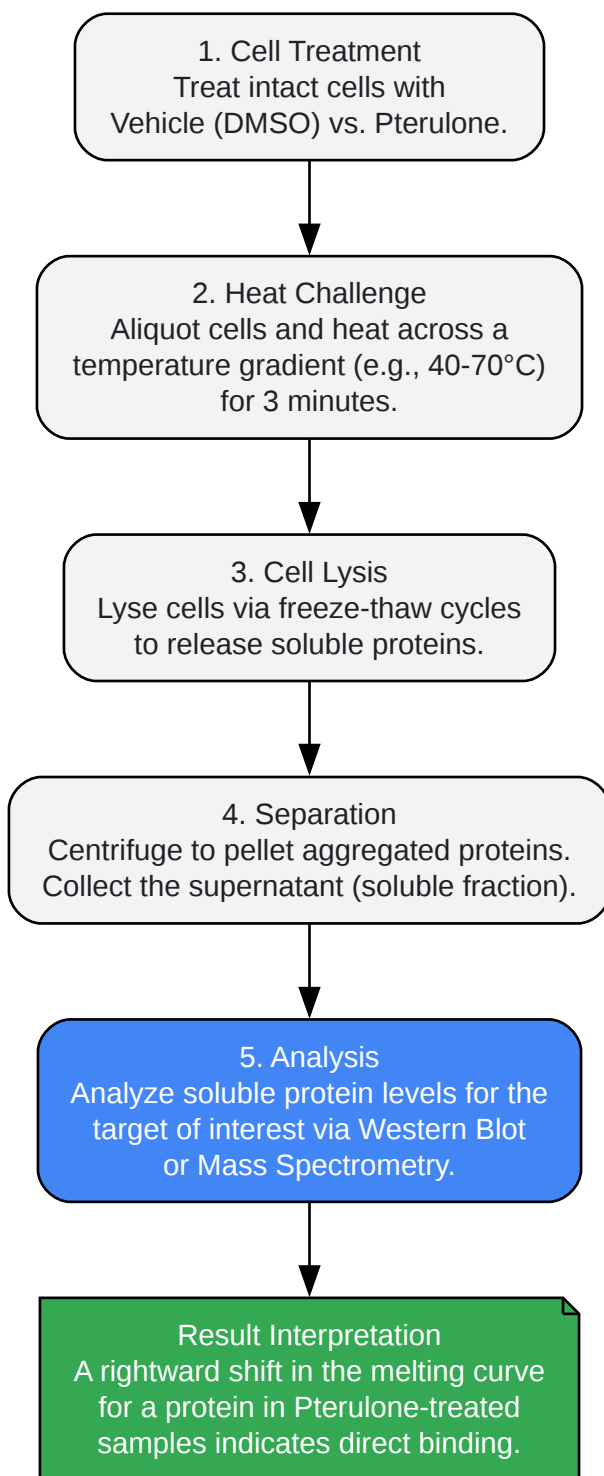 1. Cell Treatment
Treat intact cells with
Vehicle (DMSO) vs. Pterulone.
2. Heat Challenge
Aliquot cells and heat across a
temperature gradient (e.g., 40-70°C)
for 3 minutes.
3. Cell Lysis
Lyse cells via freeze-thaw cycles
to release soluble proteins.
4. Separation
Centrifuge to pellet aggregated proteins.
Collect the supernatant (soluble fraction).
5. Analysis
Analyze soluble protein levels for the
target of interest via Western Blot
or Mass Spectrometry.
Result Interpretation
A rightward shift in the melting curve
for a protein in Pterulone-treated
samples indicates direct binding.